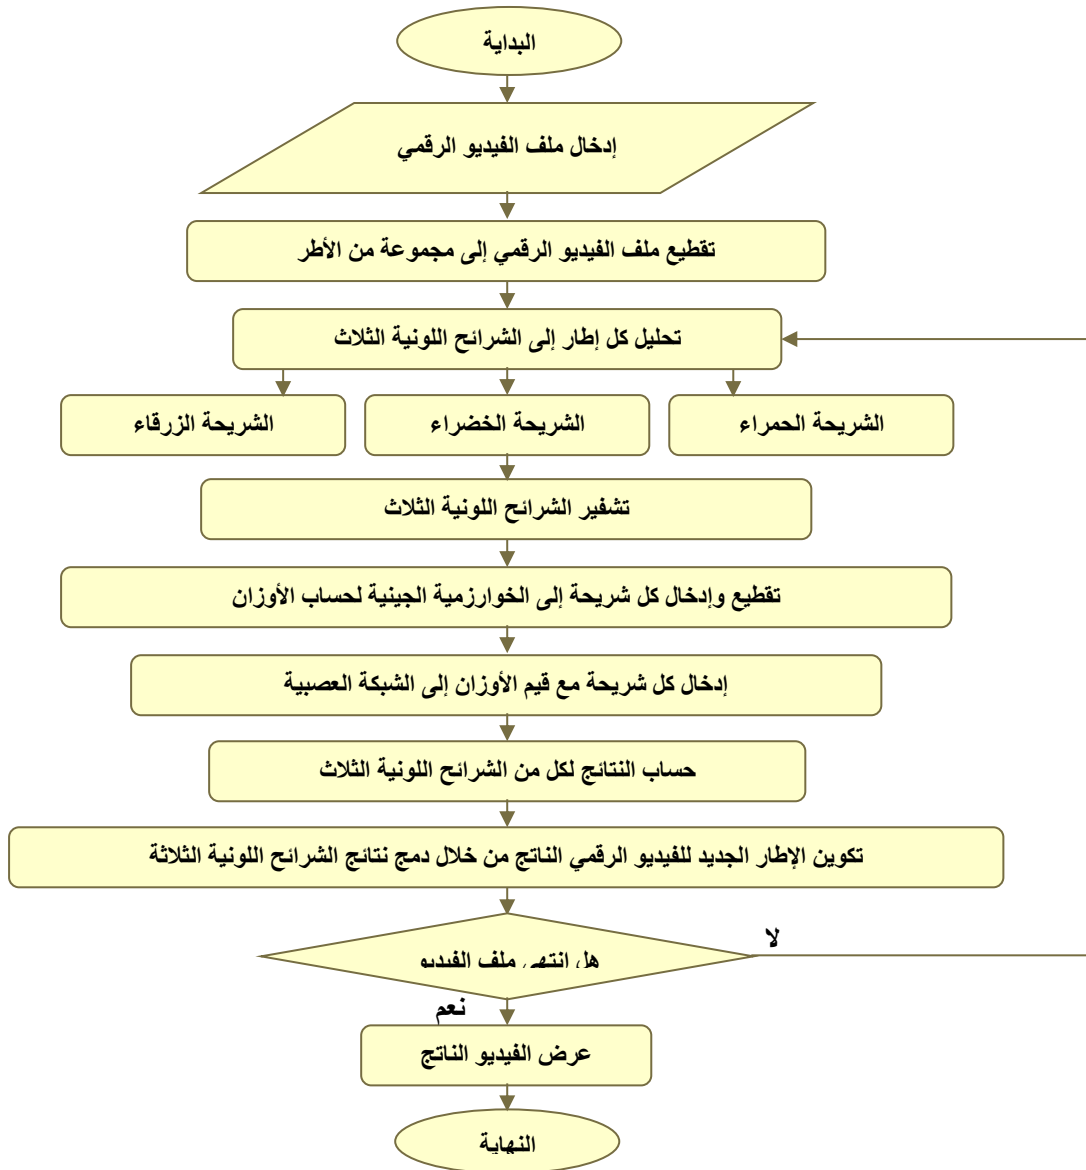 البداية
إدخال ملف الفيديو الرقمي
تقطيع ملف الفيديو الرقمي إلى مجموعة من الأطر
تحليل كل إطار إلى الشرائح اللونية الثلاث
الشريحة الحمراء
الشريحة الخضراء
الشريحة الزرقاء
تشفير الشرائح اللونية الثلاث
تقطيع وإدخال كل شريحة إلى الخوارزمية الجينية لحساب الأوزان
إدخال كل شريحة مع قيم الأوزان إلى الشبكة العصبية
حساب النتائج لكل من الشرائح اللونية الثلاث
تكوين الإطار الجديد للفيديو الرقمي الناتج من خلال دمج نتائج الشرائح اللونية الثلاثة
لا
هل انتهى ملف الفيديو
نعم
عرض الفيديو الناتج
النهاية